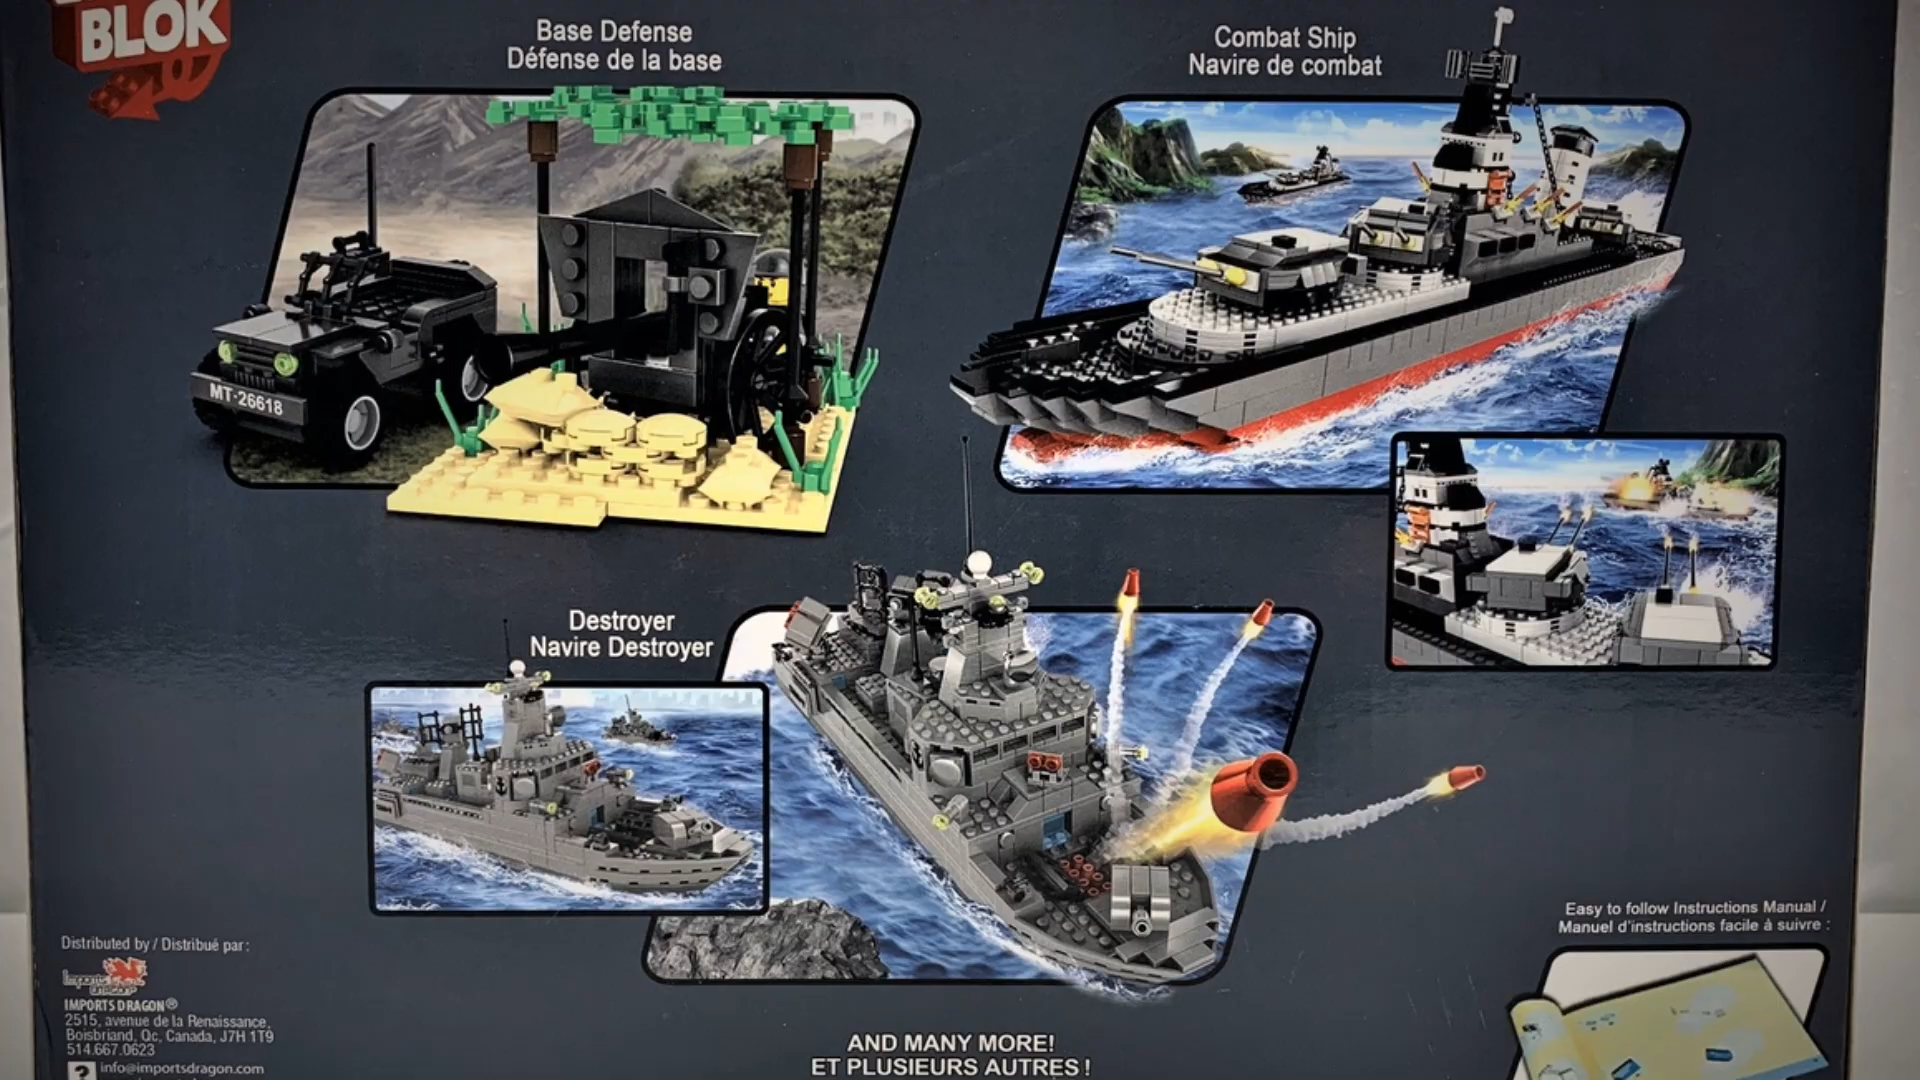 BLOK
Base Defense
Défense de la base
Combat Ship
Navire de combat
MT-26618
Destroyer
Navire Destroyer
Easy to follow Instructions Manual /
Manuel d'instructions facile à suivre :
Distributed by / Distribué par :
Imports
dragon
IMPORTS DRAGON®
2515, avenue de la Renaissance,
Boisbriand, Qc, Canada, J7H 1T9
514.667.0623
? info@importsdragon.com
AND MANY MORE!
ET PLUSIEURS AUTRES !